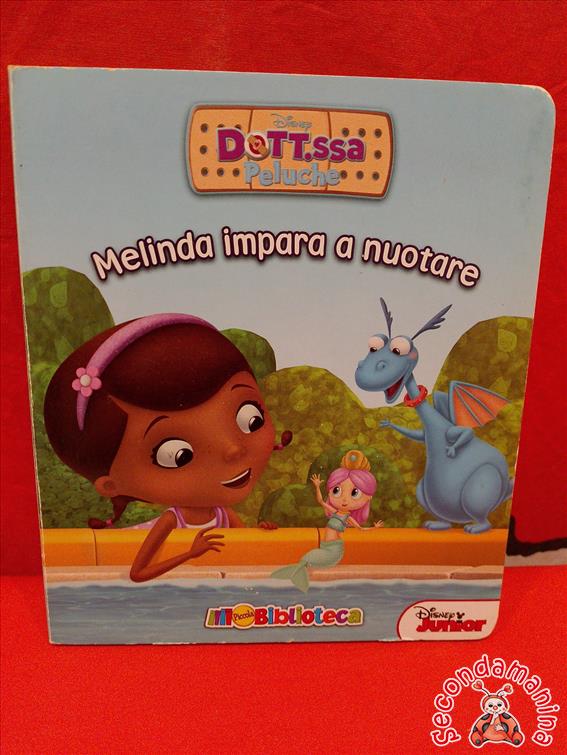 Disney
DOTT.ssa
Peluche
Melinda impara a nuotare
Piccola
Biblioteca
Disney
Junior
Secondamanina